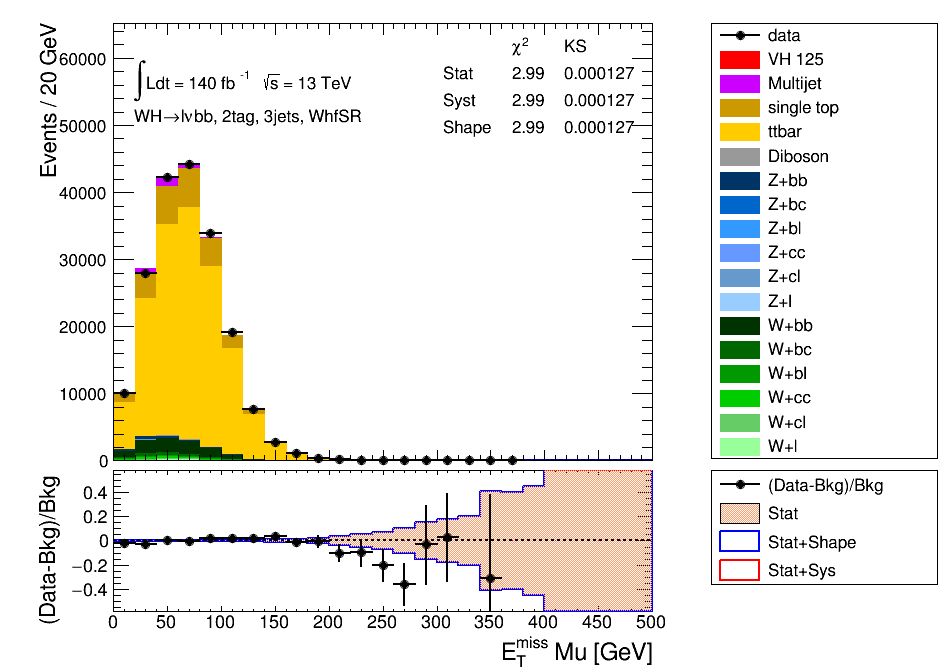 Events / 20 GeV
60000
50000
40000
30000
20000
10000
0
∫Ldt = 140 fb⁻¹ √s = 13 TeV
WH→lνbb, 2tag, 3jets, WhfSR
χ² KS
Stat 2.99 0.000127
Syst 2.99 0.000127
Shape 2.99 0.000127
data
VH 125
Multijet
single top
ttbar
Diboson
Z+bb
Z+bc
Z+bl
Z+cc
Z+cl
Z+l
W+bb
W+bc
W+bl
W+cc
W+cl
W+l
(Data-Bkg)/Bkg
0.4
0.2
0
−0.2
−0.4
0 50 100 150 200 250 300 350 400 450 500
E_T^miss Mu [GeV]
(Data-Bkg)/Bkg
Stat
Stat+Shape
Stat+Sys